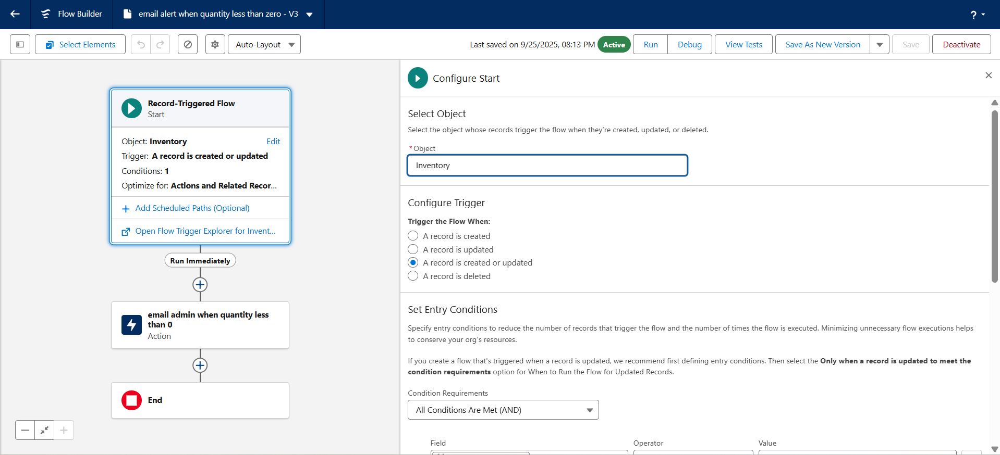 Flow Builder
email alert when quantity less than zero - V3
?
Select Elements
Auto-Layout
Last saved on 9/25/2025, 08:13 PM
Active
Run
Debug
View Tests
Save As New Version
Save
Deactivate
Record-Triggered Flow
Start
Object: Inventory
Edit
Trigger: A record is created or updated
Conditions: 1
Optimize for: Actions and Related Recor...
Add Scheduled Paths (Optional)
Open Flow Trigger Explorer for Invent...
Run Immediately
email admin when quantity less
than 0
Action
End
Configure Start
Select Object
Select the object whose records trigger the flow when they’re created, updated, or deleted.
*Object
Inventory
Configure Trigger
Trigger the Flow When:
A record is created
A record is updated
A record is created or updated
A record is deleted
Set Entry Conditions
Specify entry conditions to reduce the number of records that trigger the flow and the number of times the flow is executed. Minimizing unnecessary flow executions helps
to conserve your org’s resources.
If you create a flow that's triggered when a record is updated, we recommend first defining entry conditions. Then select the Only when a record is updated to meet the
condition requirements option for When to Run the Flow for Updated Records.
Condition Requirements
All Conditions Are Met (AND)
Field
Operator
Value